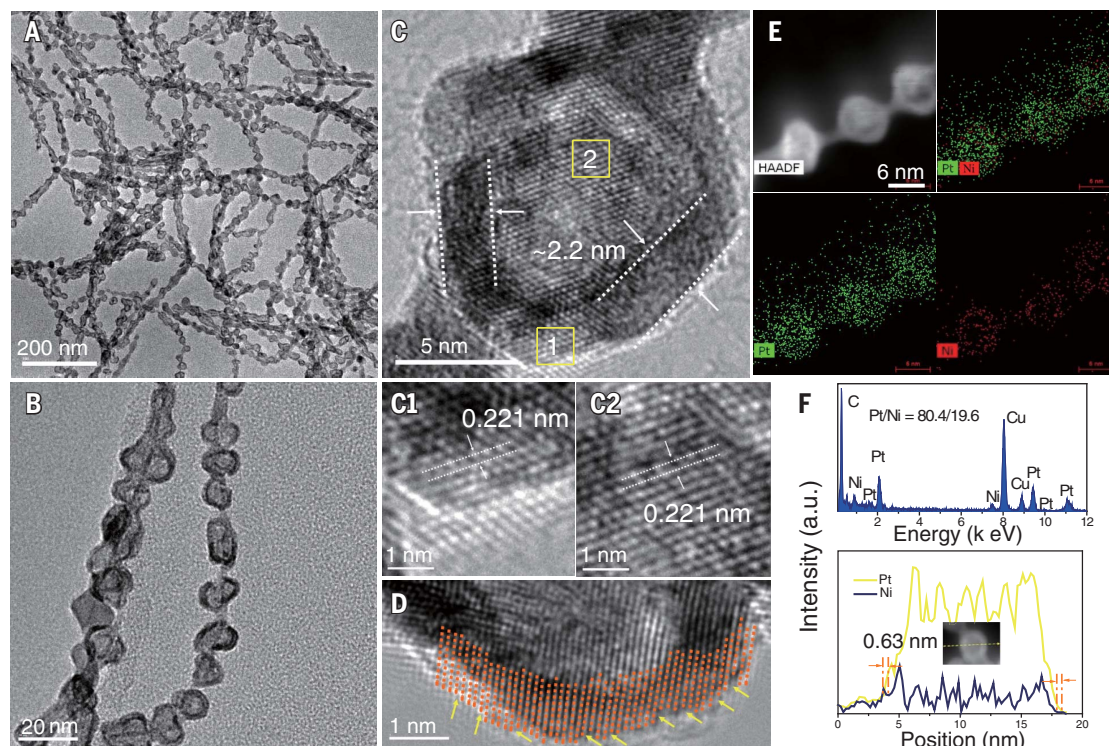 A
200 nm
B
20 nm
C
2
~2.2 nm
1
5 nm
C1
0.221 nm
1 nm
C2
0.221 nm
1 nm
D
1 nm
E
HAADF
6 nm
Pt Ni
6 nm
Pt
Ni
F
C
Pt/Ni = 80.4/19.6
Cu
Pt
Ni
Pt
Ni
Cu
Pt
Pt
Pt
2 4 6 8 10 12
Energy (k eV)
Intensity (a.u.)
Pt
Ni
0.63 nm
0 5 10 15 20
Position (nm)